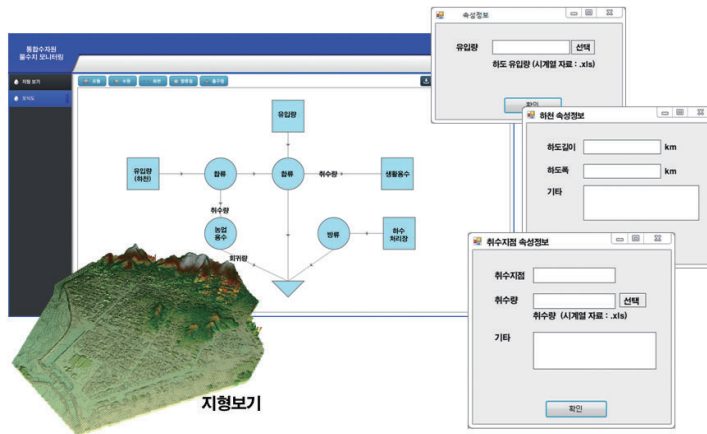 통합수자원
물수지 모니터링
지형 보기
모식도
유입량
합류
합류
취수량
생활용수
유입량
(하천)
취수량
농업
용수
방류
하수
처리장
회귀량
지형보기
속성정보
유입량
선택
하도 유입량 (시계열 자료 : .xls)
확인
하천 속성정보
하도길이
km
하도폭
km
기타
취수지점 속성정보
취수지점
취수량
선택
취수량 (시계열 자료 : .xls)
기타
확인